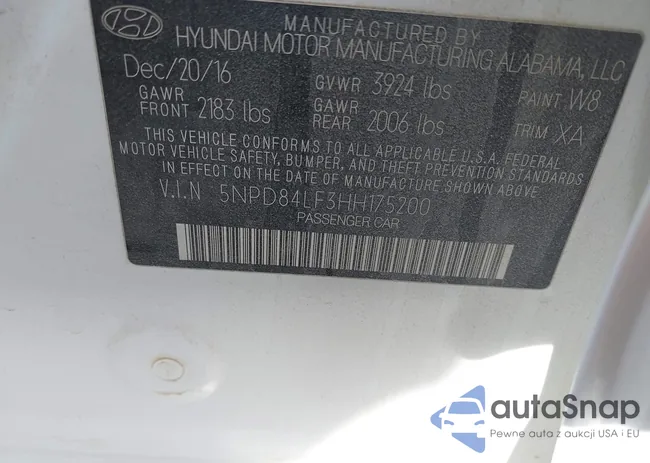 MANUFACTURED BY
HYUNDAI MOTOR MANUFACTURING ALABAMA, LLC
Dec/20/16 GVWR 3924 lbs PAINT W8
GAWR FRONT 2183 lbs GAWR REAR 2006 lbs TRIM XA
THIS VEHICLE CONFORMS TO ALL APPLICABLE U.S.A. FEDERAL
MOTOR VEHICLE SAFETY, BUMPER, AND THEFT PREVENTION STANDARDS
IN EFFECT ON THE DATE OF MANUFACTURE SHOWN ABOVE
V.I.N 5NPD84LF3HH175200
PASSENGER CAR
autoSnap
Pewne auta z aukcji USA i EU